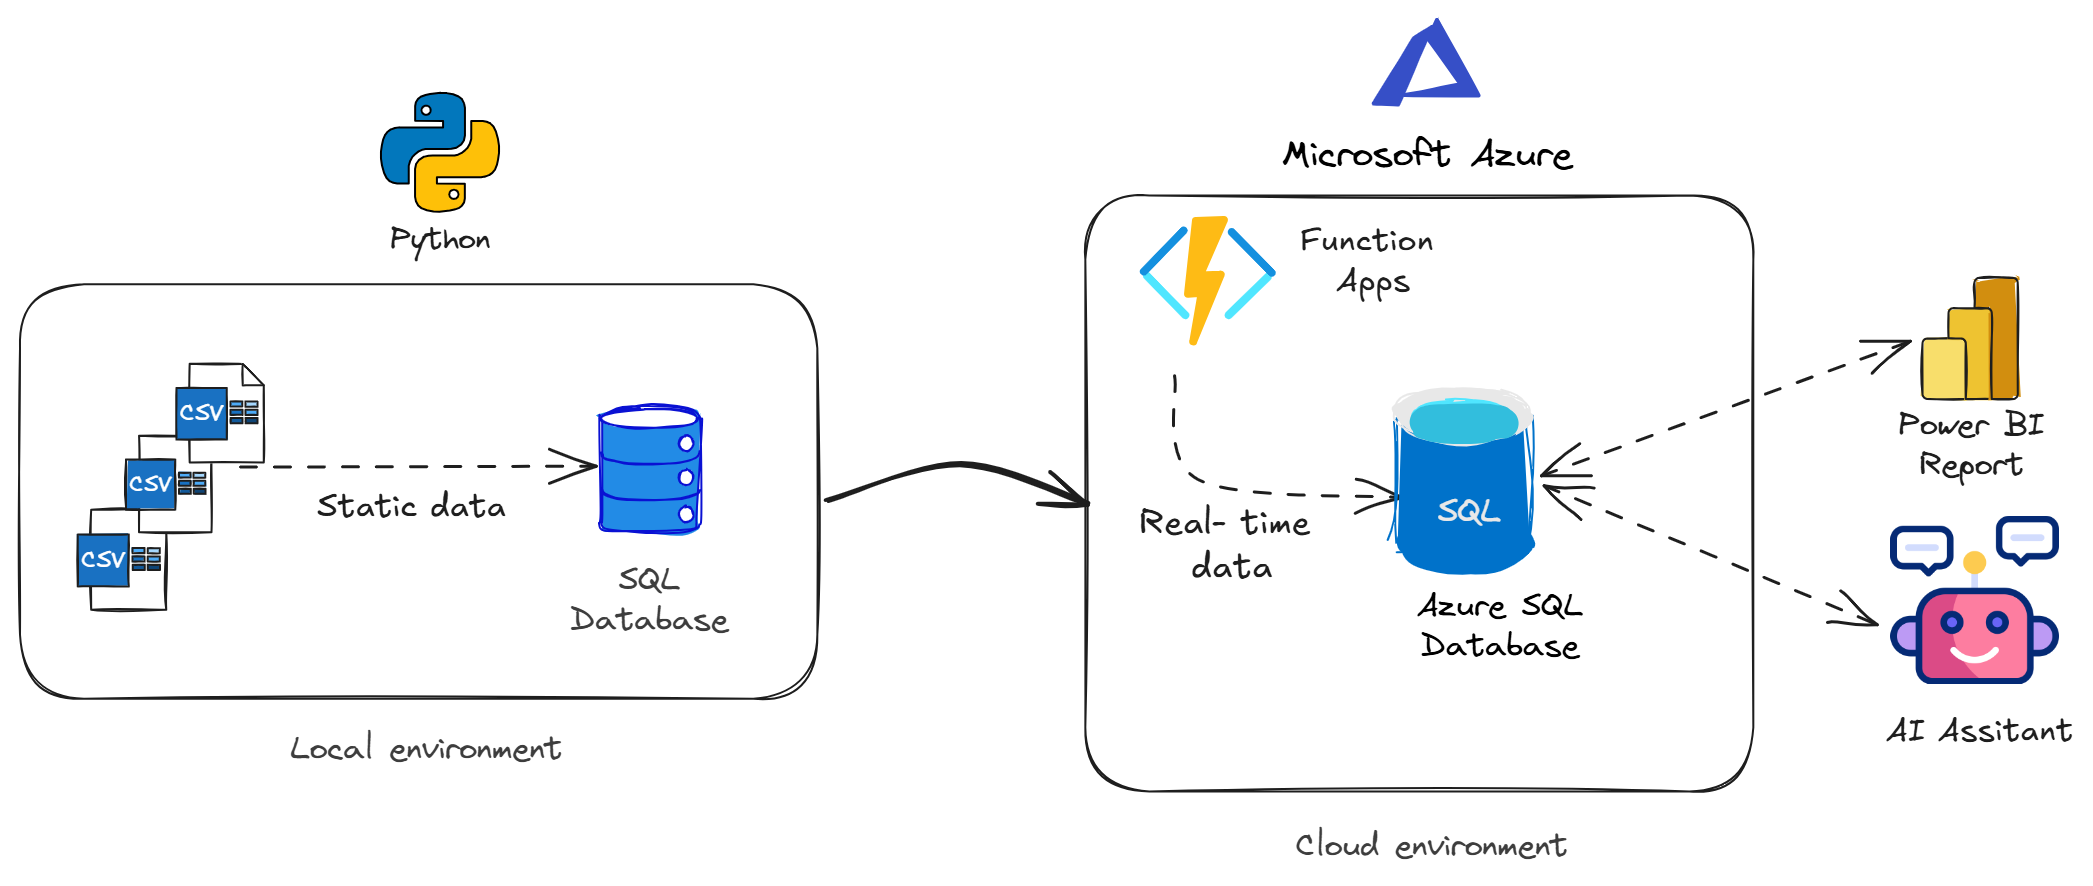 Python
CSV
CSV
CSV
Static data
SQL
Database
Local environment
Microsoft Azure
Function
Apps
Real-time
data
SQL
Azure SQL
Database
Cloud environment
Power BI
Report
AI Assitant